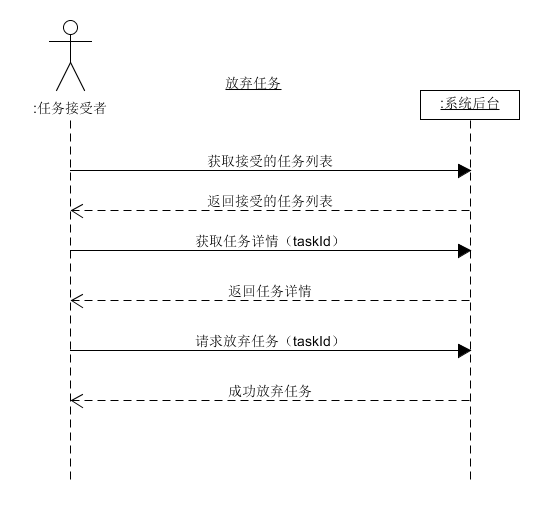 放弃任务
:任务接受者
:系统后台
获取接受的任务列表
返回接受的任务列表
获取任务详情（taskId）
返回任务详情
请求放弃任务（taskId）
成功放弃任务